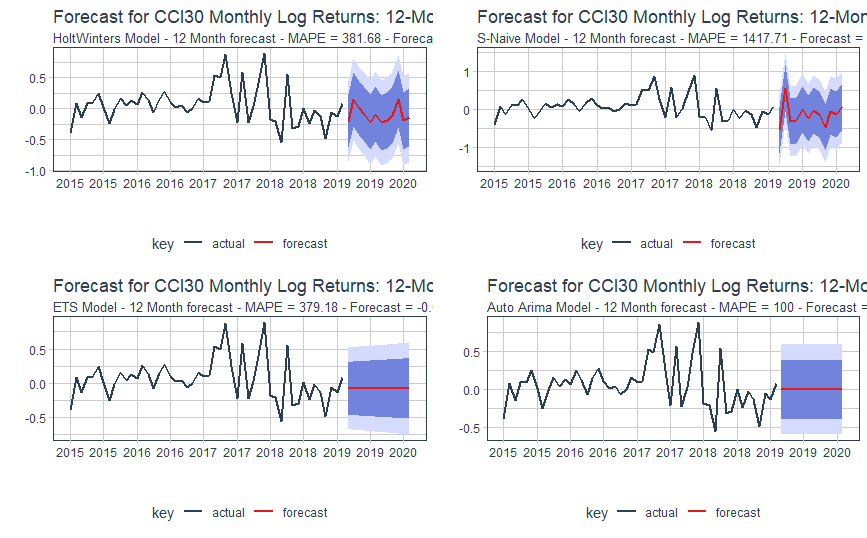 Forecast for CCI30 Monthly Log Returns: 12-Mo
HoltWinters Model - 12 Month forecast - MAPE = 381.68 - Foreca
0.5
0.0
-0.5
-1.0
2015 2015 2016 2016 2017 2017 2018 2018 2019 2019 2020
key actual forecast
Forecast for CCI30 Monthly Log Returns: 12-Mor
S-Naive Model - 12 Month forecast - MAPE = 1417.71 - Forecast =
1
0
-1
2015 2015 2016 2016 2017 2017 2018 2018 2019 2019 2020
key actual forecast
Forecast for CCI30 Monthly Log Returns: 12-Mo
ETS Model - 12 Month forecast - MAPE = 379.18 - Forecast = -0.
0.5
0.0
-0.5
2015 2015 2016 2016 2017 2017 2018 2018 2019 2019 2020
key actual forecast
Forecast for CCI30 Monthly Log Returns: 12-Mo
Auto Arima Model - 12 Month forecast - MAPE = 100 - Forecast =
0.5
0.0
-0.5
2015 2015 2016 2016 2017 2017 2018 2018 2019 2019 2020
key actual forecast